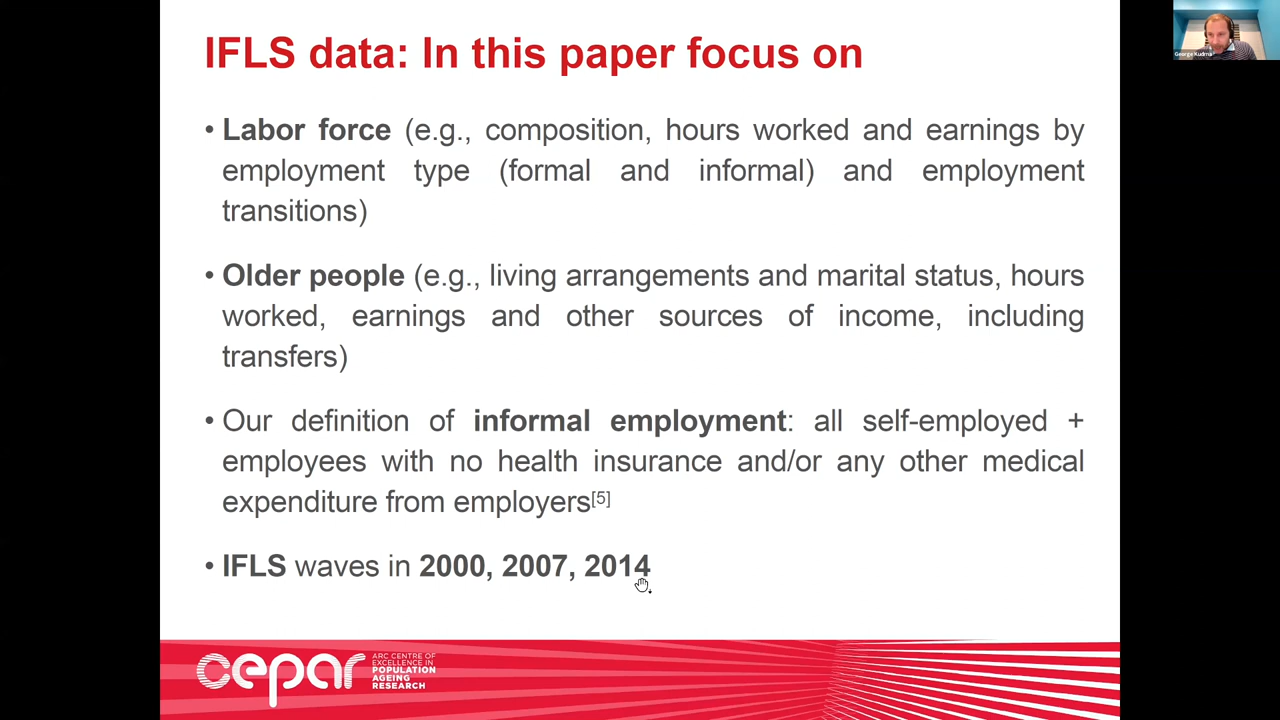 IFLS data: In this paper focus on
• Labor force (e.g., composition, hours worked and earnings by
employment type (formal and informal) and employment
transitions)
• Older people (e.g., living arrangements and marital status, hours
worked, earnings and other sources of income, including
transfers)
• Our definition of informal employment: all self-employed +
employees with no health insurance and/or any other medical
expenditure from employers[5]
• IFLS waves in 2000, 2007, 2014
cepar
ARC CENTRE OF
EXCELLENCE IN
POPULATION
AGEING
RESEARCH
George